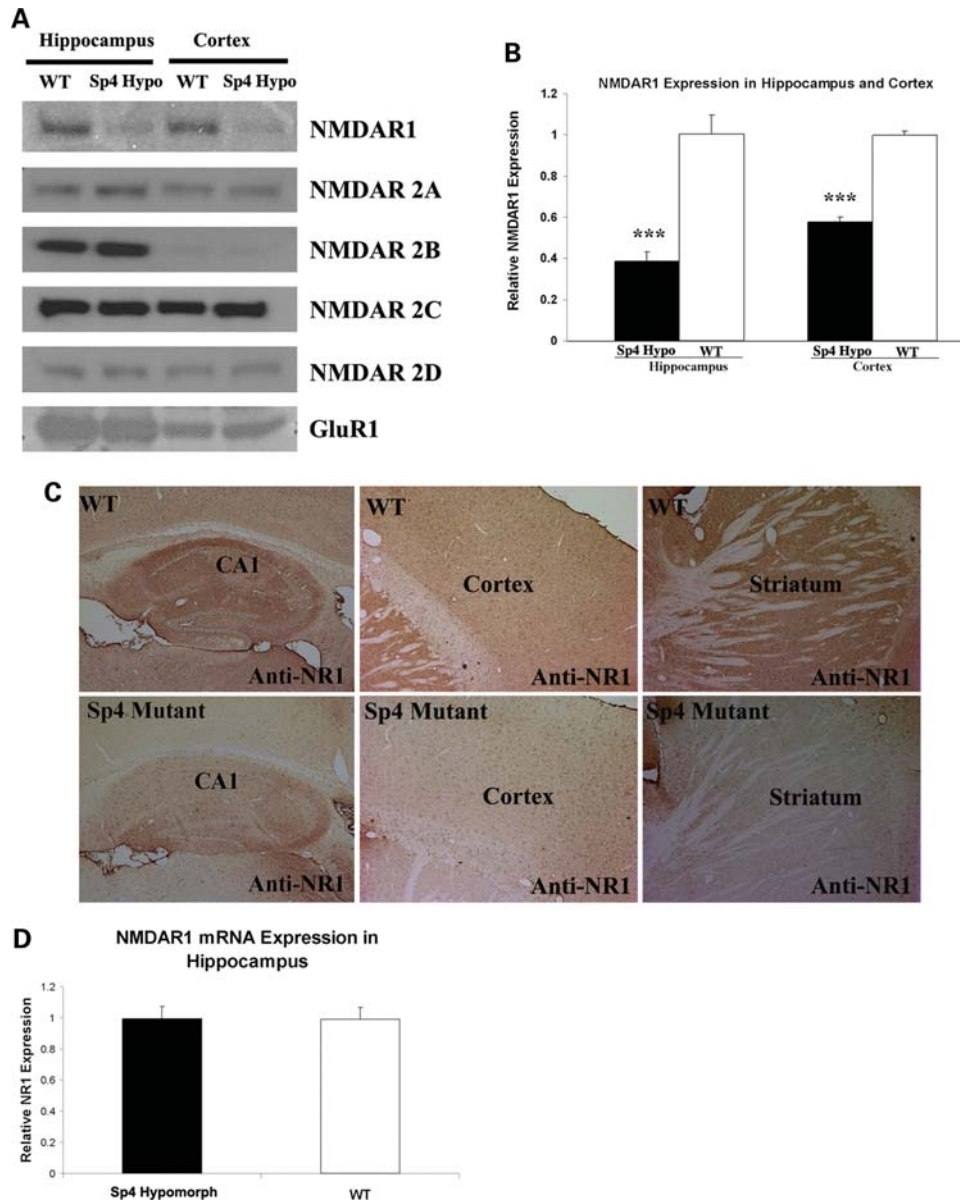 A
Hippocampus Cortex
WT Sp4 Hypo WT Sp4 Hypo
NMDAR1
NMDAR 2A
NMDAR 2B
NMDAR 2C
NMDAR 2D
GluR1
B
NMDAR1 Expression in Hippocampus and Cortex
Relative NMDAR1 Expression
1.2
1
0.8
0.6
0.4
0.2
0
***
***
Sp4 Hypo WT Sp4 Hypo WT
Hippocampus Cortex
C
WT
CA1
Anti-NR1
WT
Cortex
Anti-NR1
WT
Striatum
Anti-NR1
Sp4 Mutant
CA1
Anti-NR1
Sp4 Mutant
Cortex
Anti-NR1
Sp4 Mutant
Striatum
Anti-NR1
D
NMDAR1 mRNA Expression in
Hippocampus
Relative NR1 Expression
1.2
1
0.8
0.6
0.4
0.2
0
Sp4 Hypomorph WT